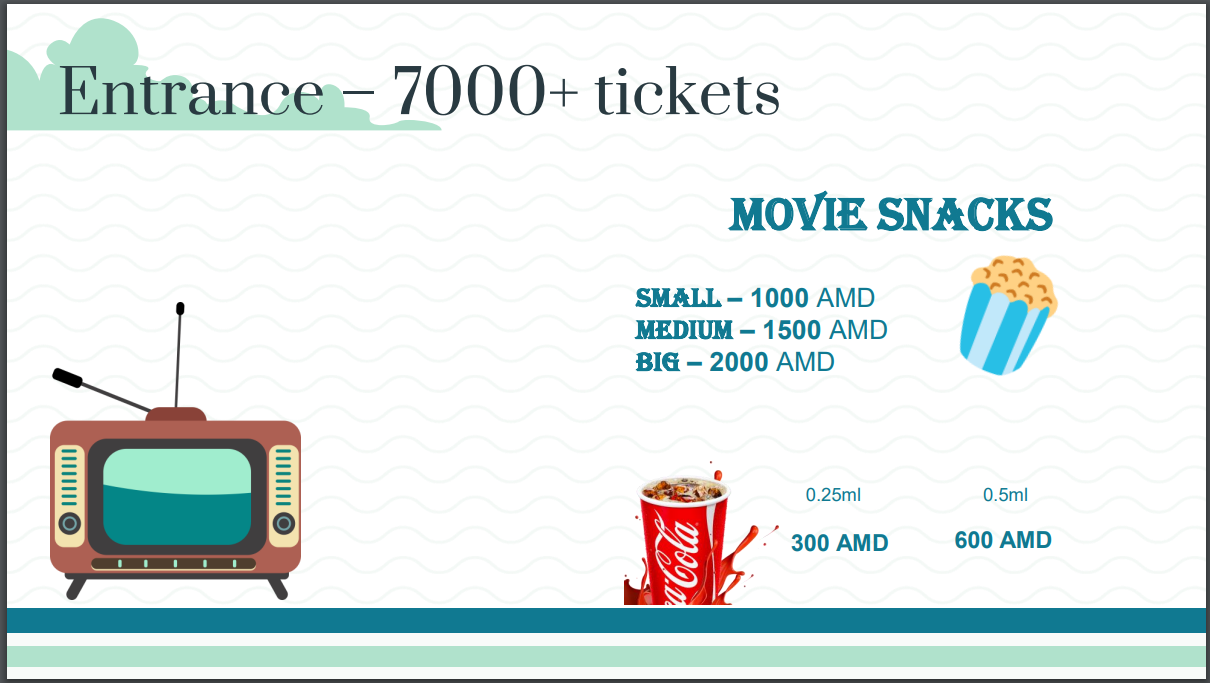 Entrance – 7000+ tickets
MOVIE SNACKS
SMALL – 1000 AMD
MEDIUM – 1500 AMD
BIG – 2000 AMD
0.25ml 0.5ml
300 AMD 600 AMD
a-Cola